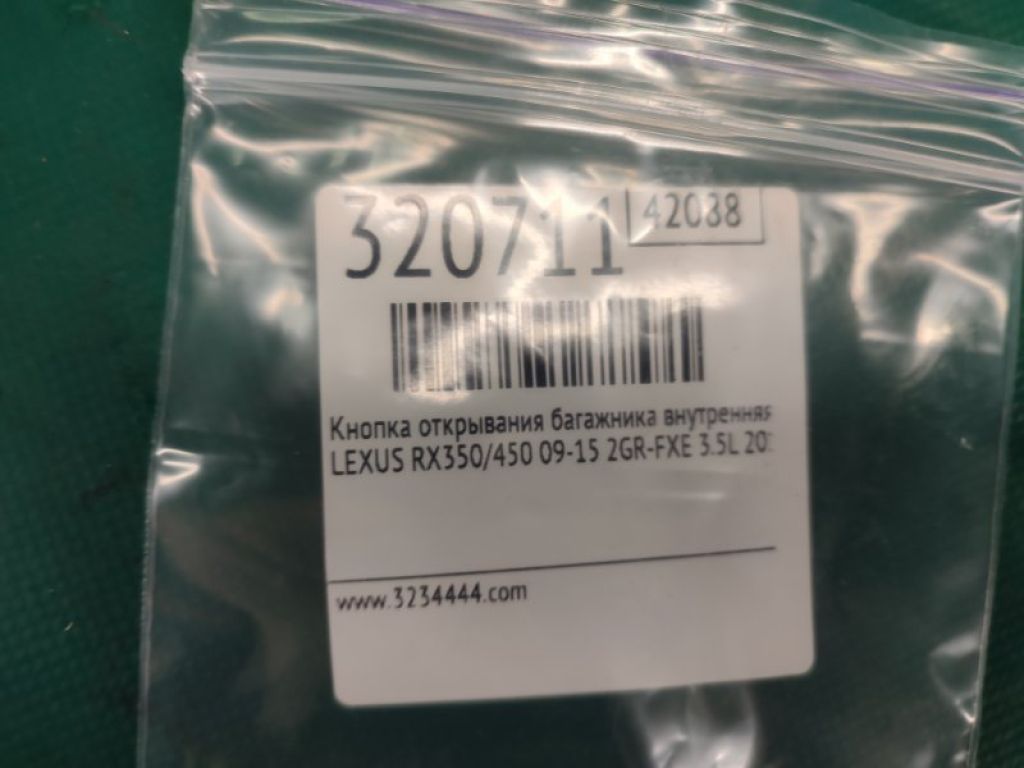 320711
42088
Кнопка открывания багажника внутренняя
LEXUS RX350/450 09-15 2GR-FXE 3.5L
www.3234444.com